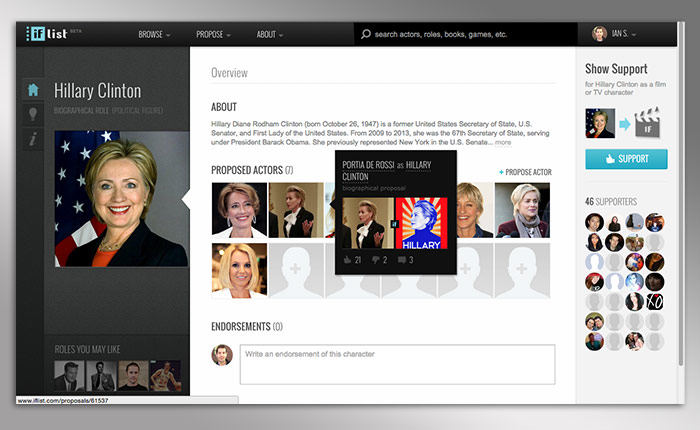 if list BETA
BROWSE
PROPOSE
ABOUT
search actors, roles, books, games, etc.
IAN S.
Hillary Clinton
BIOGRAPHICAL ROLE (POLITICAL FIGURE)
Overview
ABOUT
Hillary Diane Rodham Clinton (born October 26, 1947) is a former United States Secretary of State, U.S.
Senator, and First Lady of the United States. From 2009 to 2013, she was the 67th Secretary of State, serving
under President Barack Obama. She previously represented New York in the U.S. Senate... more
PROPOSED ACTORS (7)
+ PROPOSE ACTOR
PORTIA DE ROSSI as HILLARY
CLINTON
biographical proposal
if
HILLARY
21
2
3
ENDORSEMENTS (0)
Write an endorsement of this character
ROLES YOU MAY LIKE
www.iflist.com/proposals/61537
Show Support
for Hillary Clinton as a film
or TV character
IF
SUPPORT
46 SUPPORTERS
XO